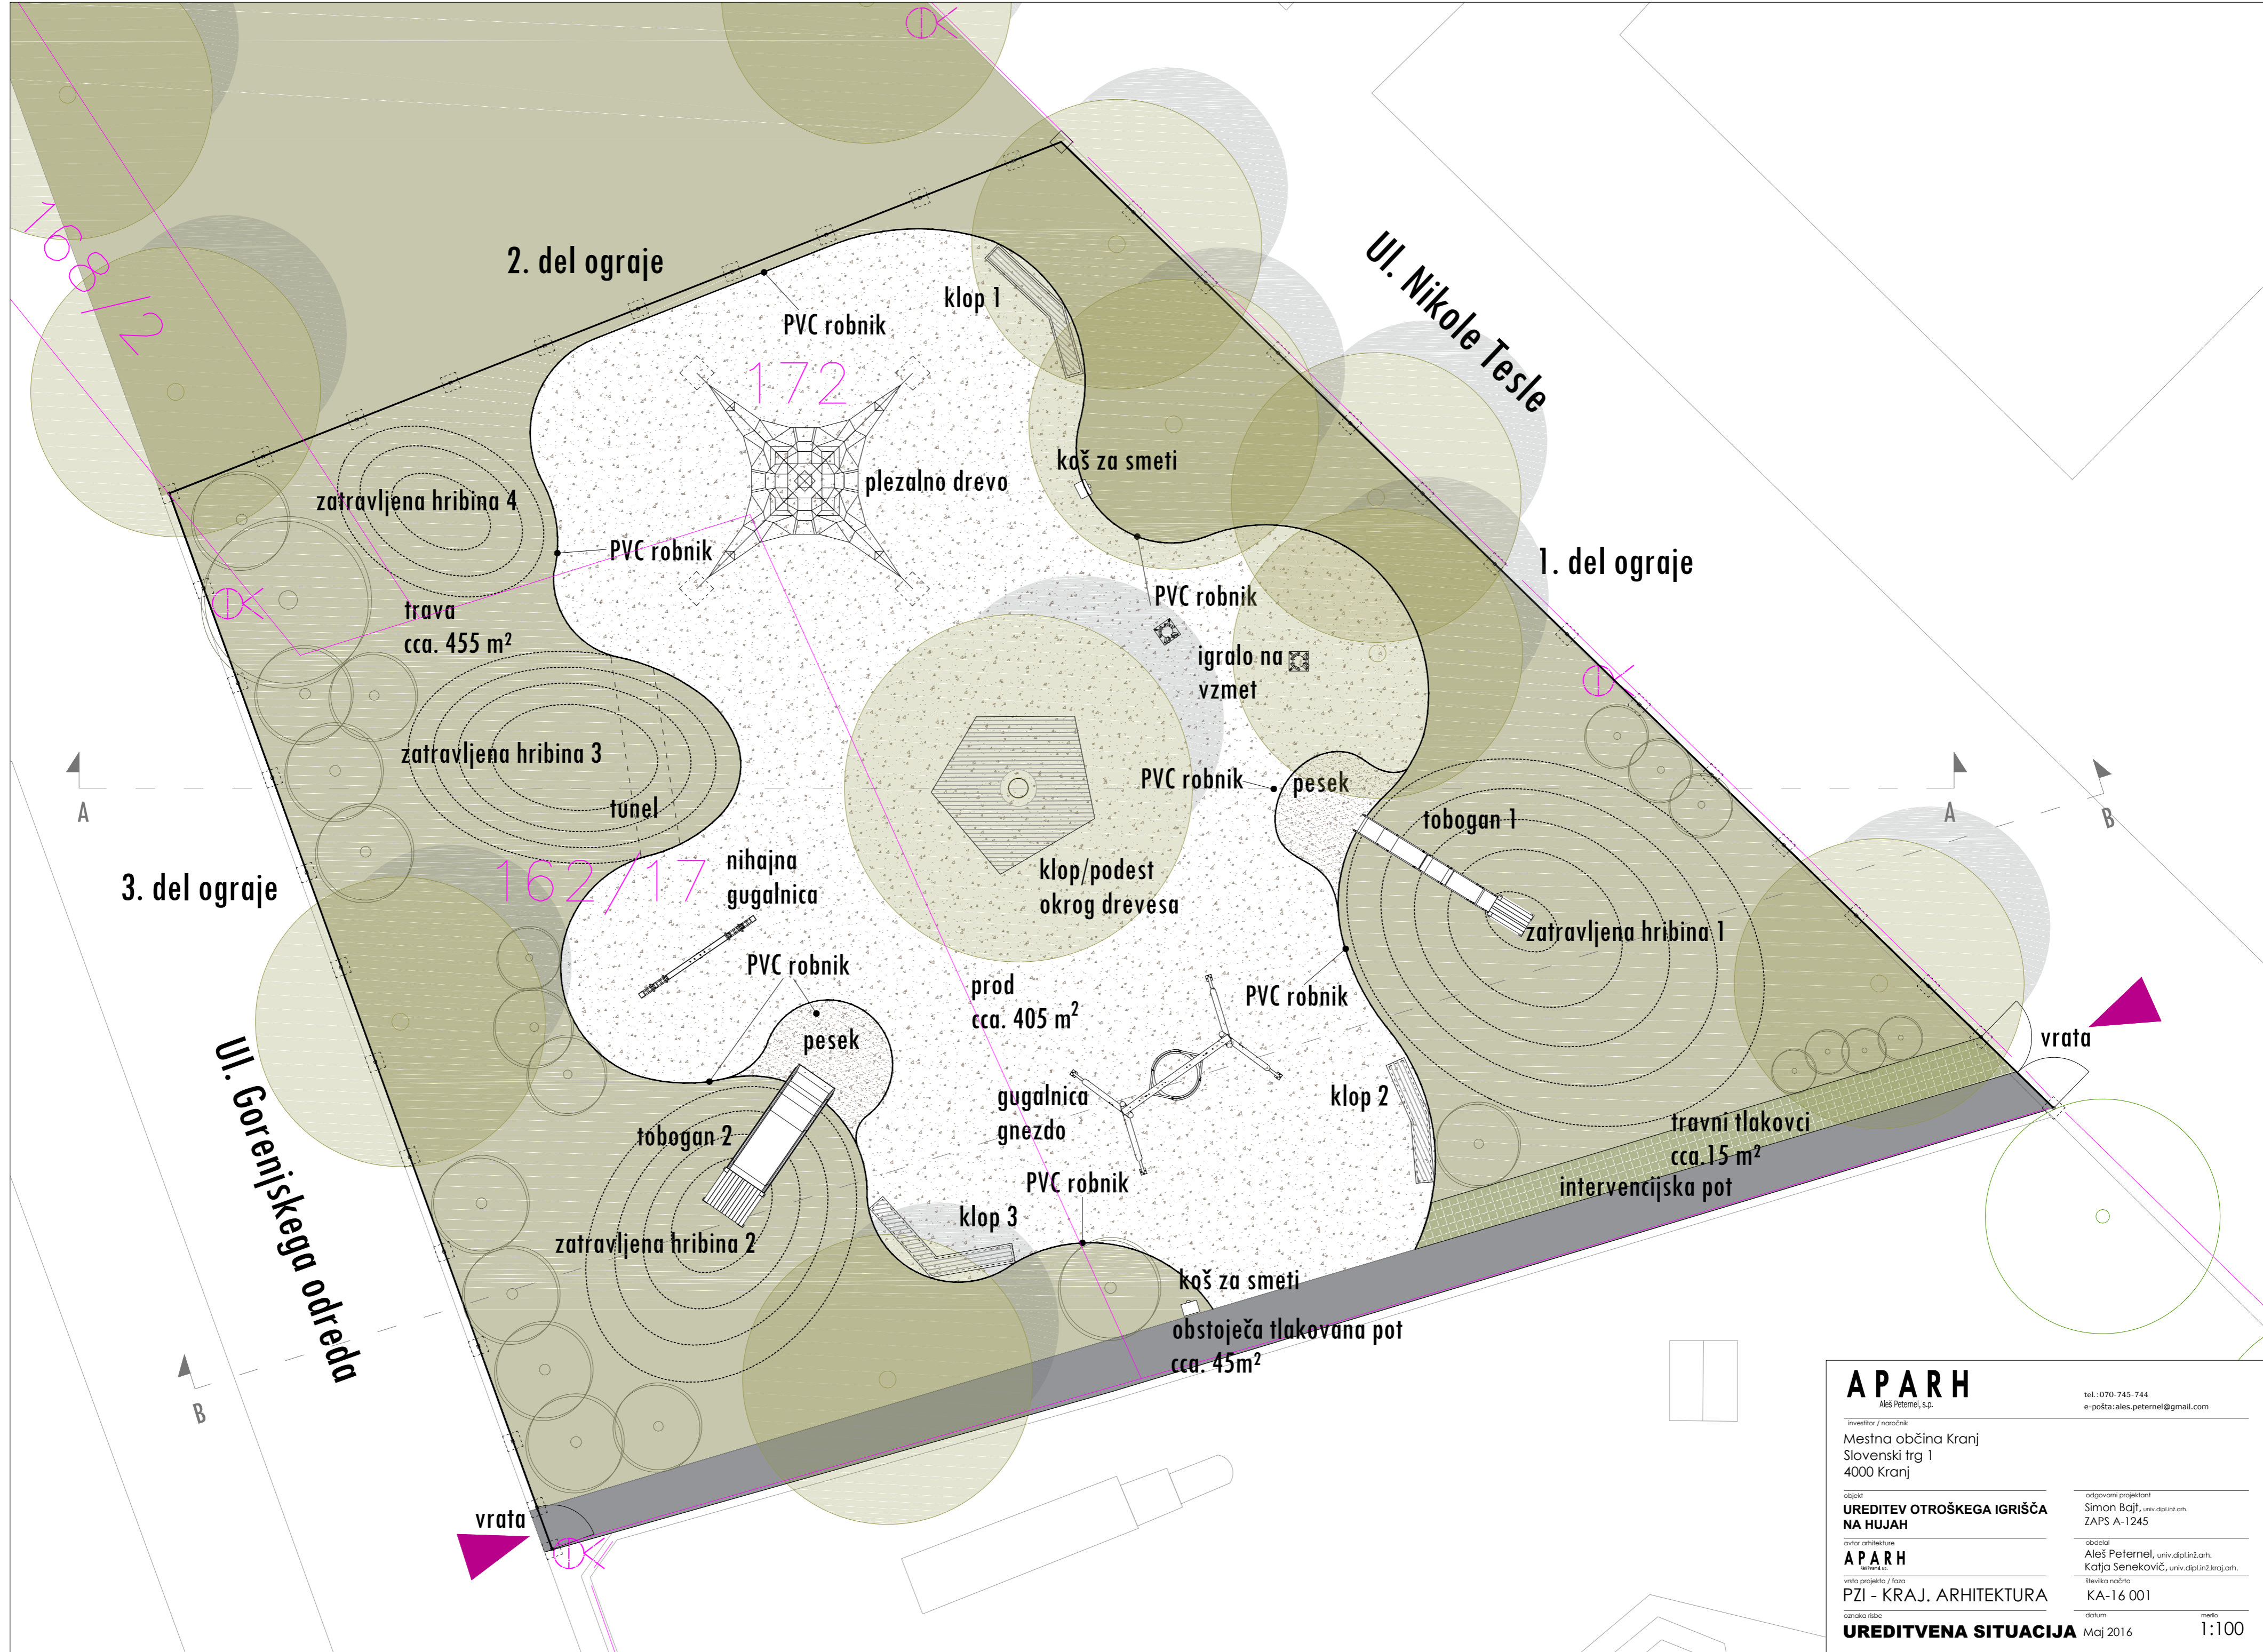 168/2
2. del ograje
Ul. Nikole Tesle
klop 1
PVC robnik
172
koš za smeti
plezalno drevo
zatravljena hribina 4
PVC robnik
1. del ograje
PVC robnik
trava
cca. 455 m²
igralo na
vzmet
zatravljena hribina 3
PVC robnik
pesek
A
A
B
tunel
tobogan 1
162/17
nihajna
gugalnica
klop/podest
okrog drevesa
3. del ograje
zatravljena hribina 1
PVC robnik
prod
cca. 405 m²
PVC robnik
pesek
vrata
Ul. Gorenjskega odreda
gugalnica
gnezdo
klop 2
tobogan 2
travni tlakovci
cca.15 m²
intervencijska pot
PVC robnik
klop 3
zatravljena hribina 2
koš za smeti
obstoječa tlakovana pot
cca. 45m²
B
vrata
APARH
Aleš Peternel, s.p.
tel.:070-745-744
e-pošta:ales.peternel@gmail.com
investitor / naročnik
Mestna občina Kranj
Slovenski trg 1
4000 Kranj
objekt
UREDITEV OTROŠKEGA IGRIŠČA
NA HUJAH
odgovorni projektant
Simon Bajt, univ.dipl.inž.arh.
ZAPS A-1245
avtor arhitekture
APARH
Aleš Peternel, s.p.
obdelal
Aleš Peternel, univ.dipl.inž.arh.
Katja Senekovič, univ.dipl.inž.kraj.arh.
vrsta projekta / faza
PZI - KRAJ. ARHITEKTURA
številka načrta
KA-16 001
oznaka risbe
UREDITVENA SITUACIJA
datum
Maj 2016
merilo
1:100